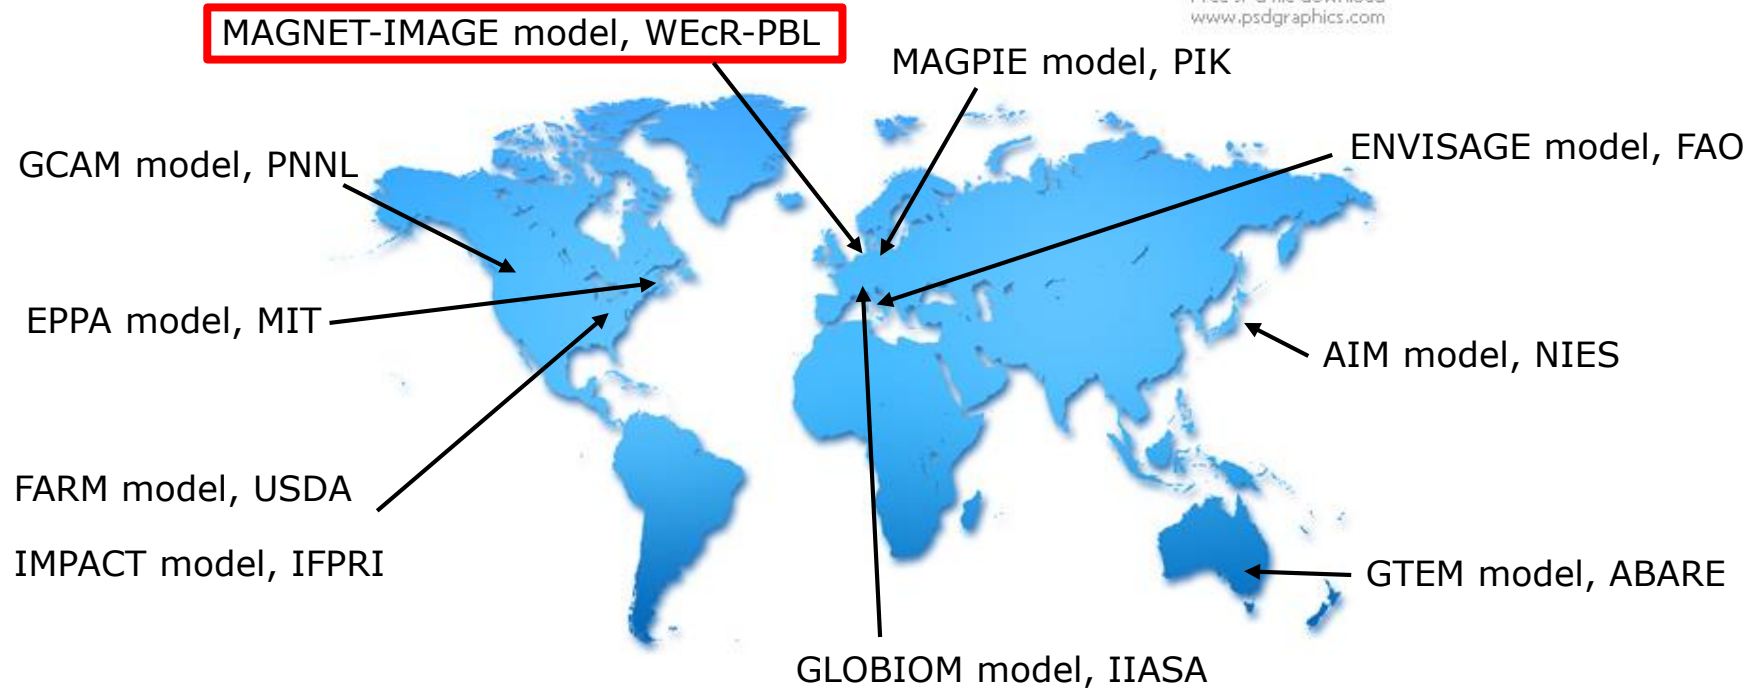 www.psdgraphics.com
MAGNET-IMAGE model, WEcR-PBL
MAGPIE model, PIK
ENVISAGE model, FAO
GCAM model, PNNL
EPPA model, MIT
AIM model, NIES
FARM model, USDA
IMPACT model, IFPRI
GTEM model, ABARE
GLOBIOM model, IIASA